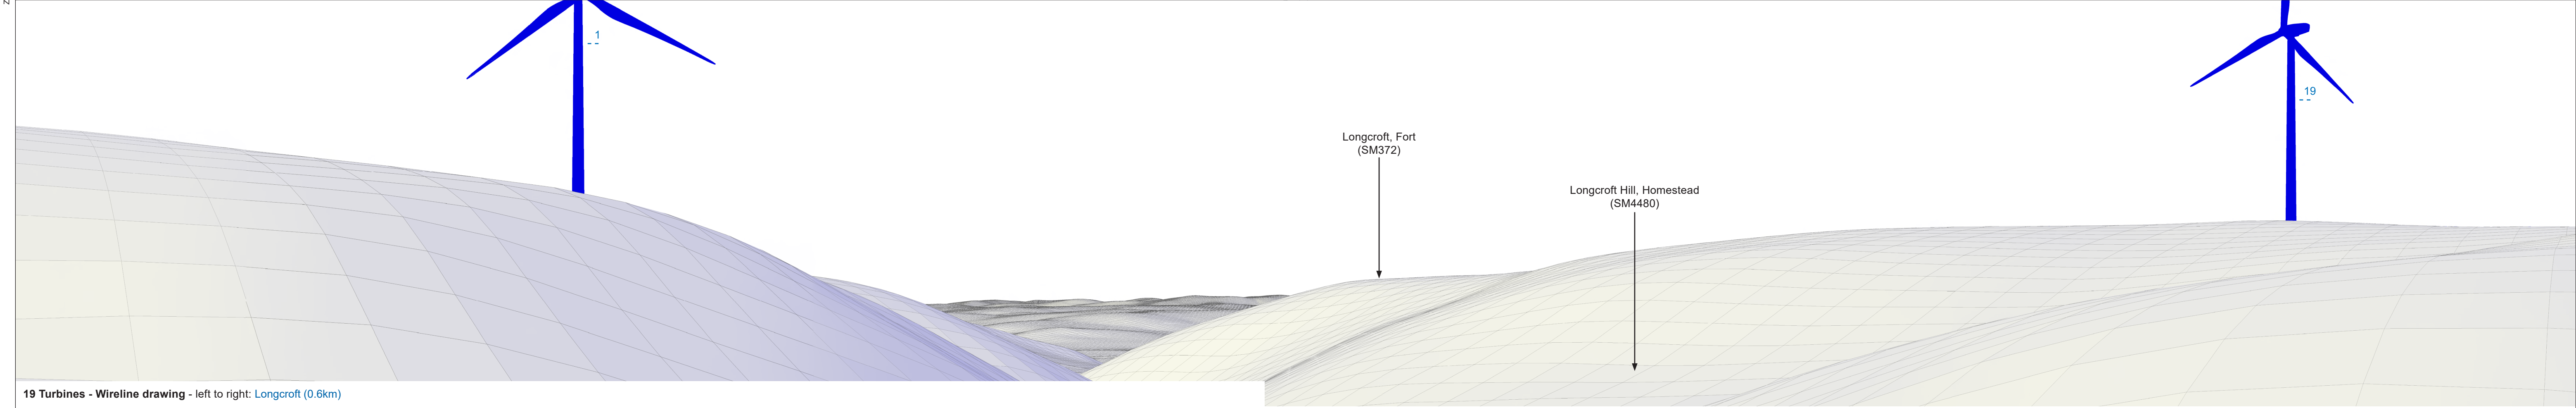 1
19
Longcroft, Fort
(SM372)
Longcroft Hill, Homestead
(SM4480)
19 Turbines - Wireline drawing - left to right: Longcroft (0.6km)